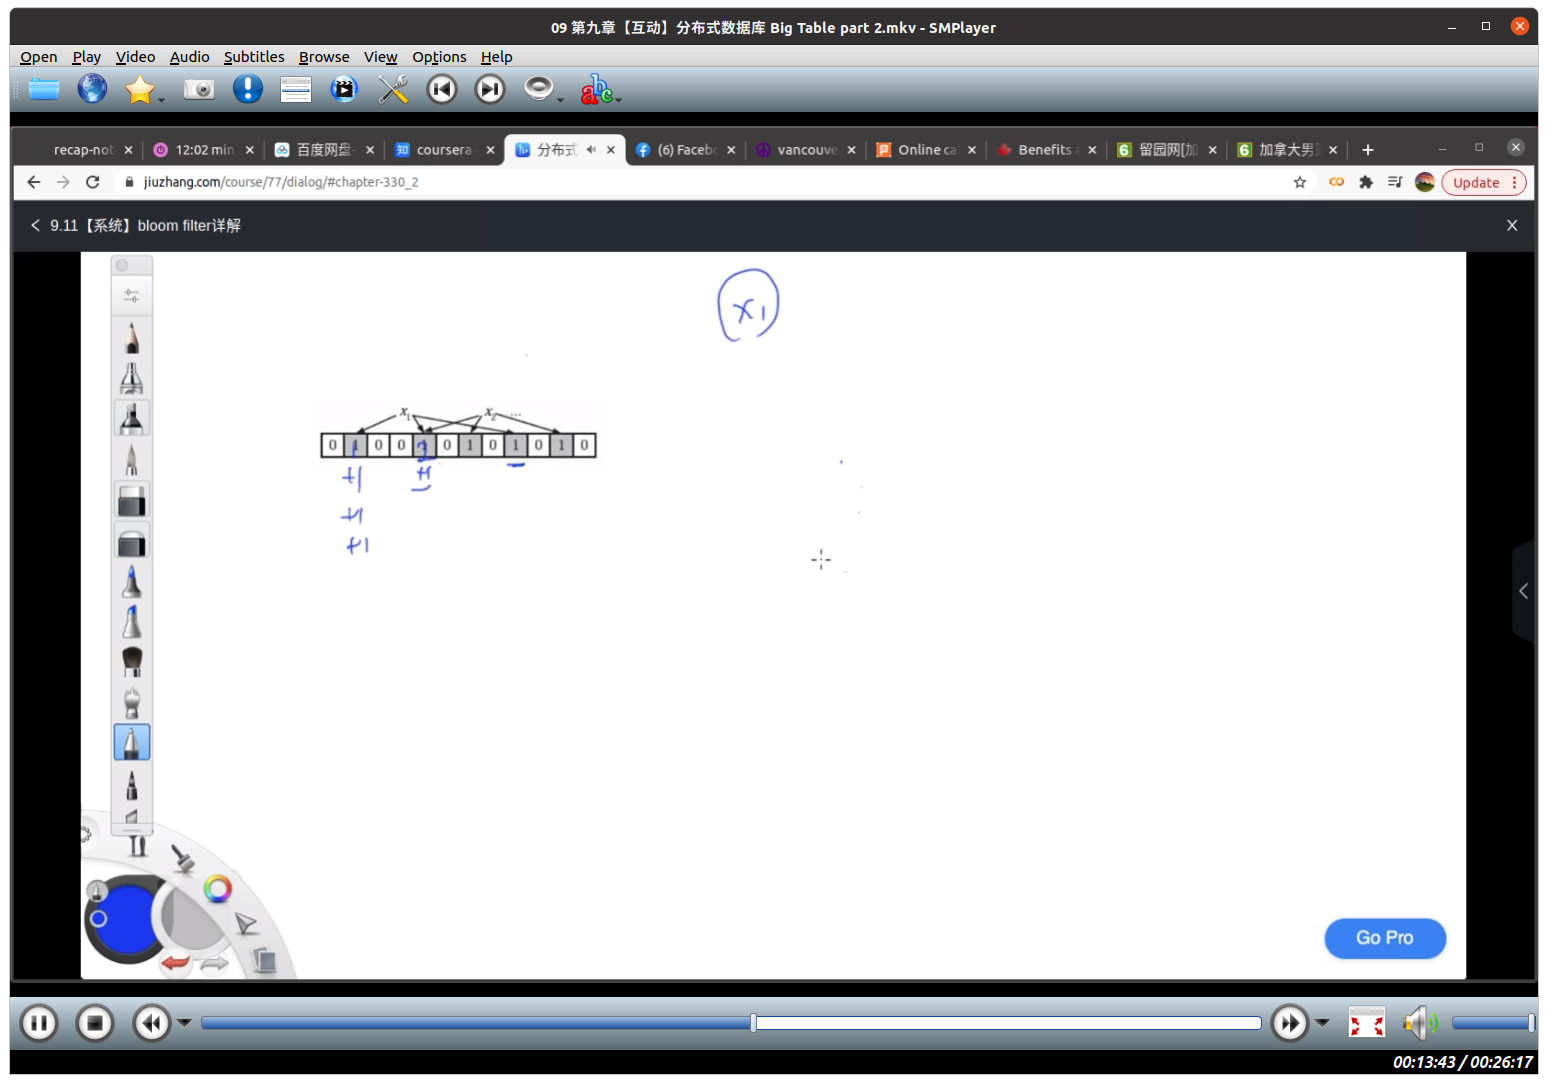 09 第九章【互动】分布式数据库 Big Table part 2.mkv - SMPlayer
Open Play Video Audio Subtitles Browse View Options Help
abc
recap-not 12:02 min 百度网盘- coursera 分布式 (6) Facebo vancouve Online cal Benefits a 留园网[加 加拿大男
jiuzhang.com/course/77/dialog/#chapter-330_2 Update
9.11【系统】bloom filter详解
x1
x1 x2 ...
0 1 0 0 2 0 1 0 1 0 1 0
+1 +1
+1
+1
Go Pro
00:13:43 / 00:26:17